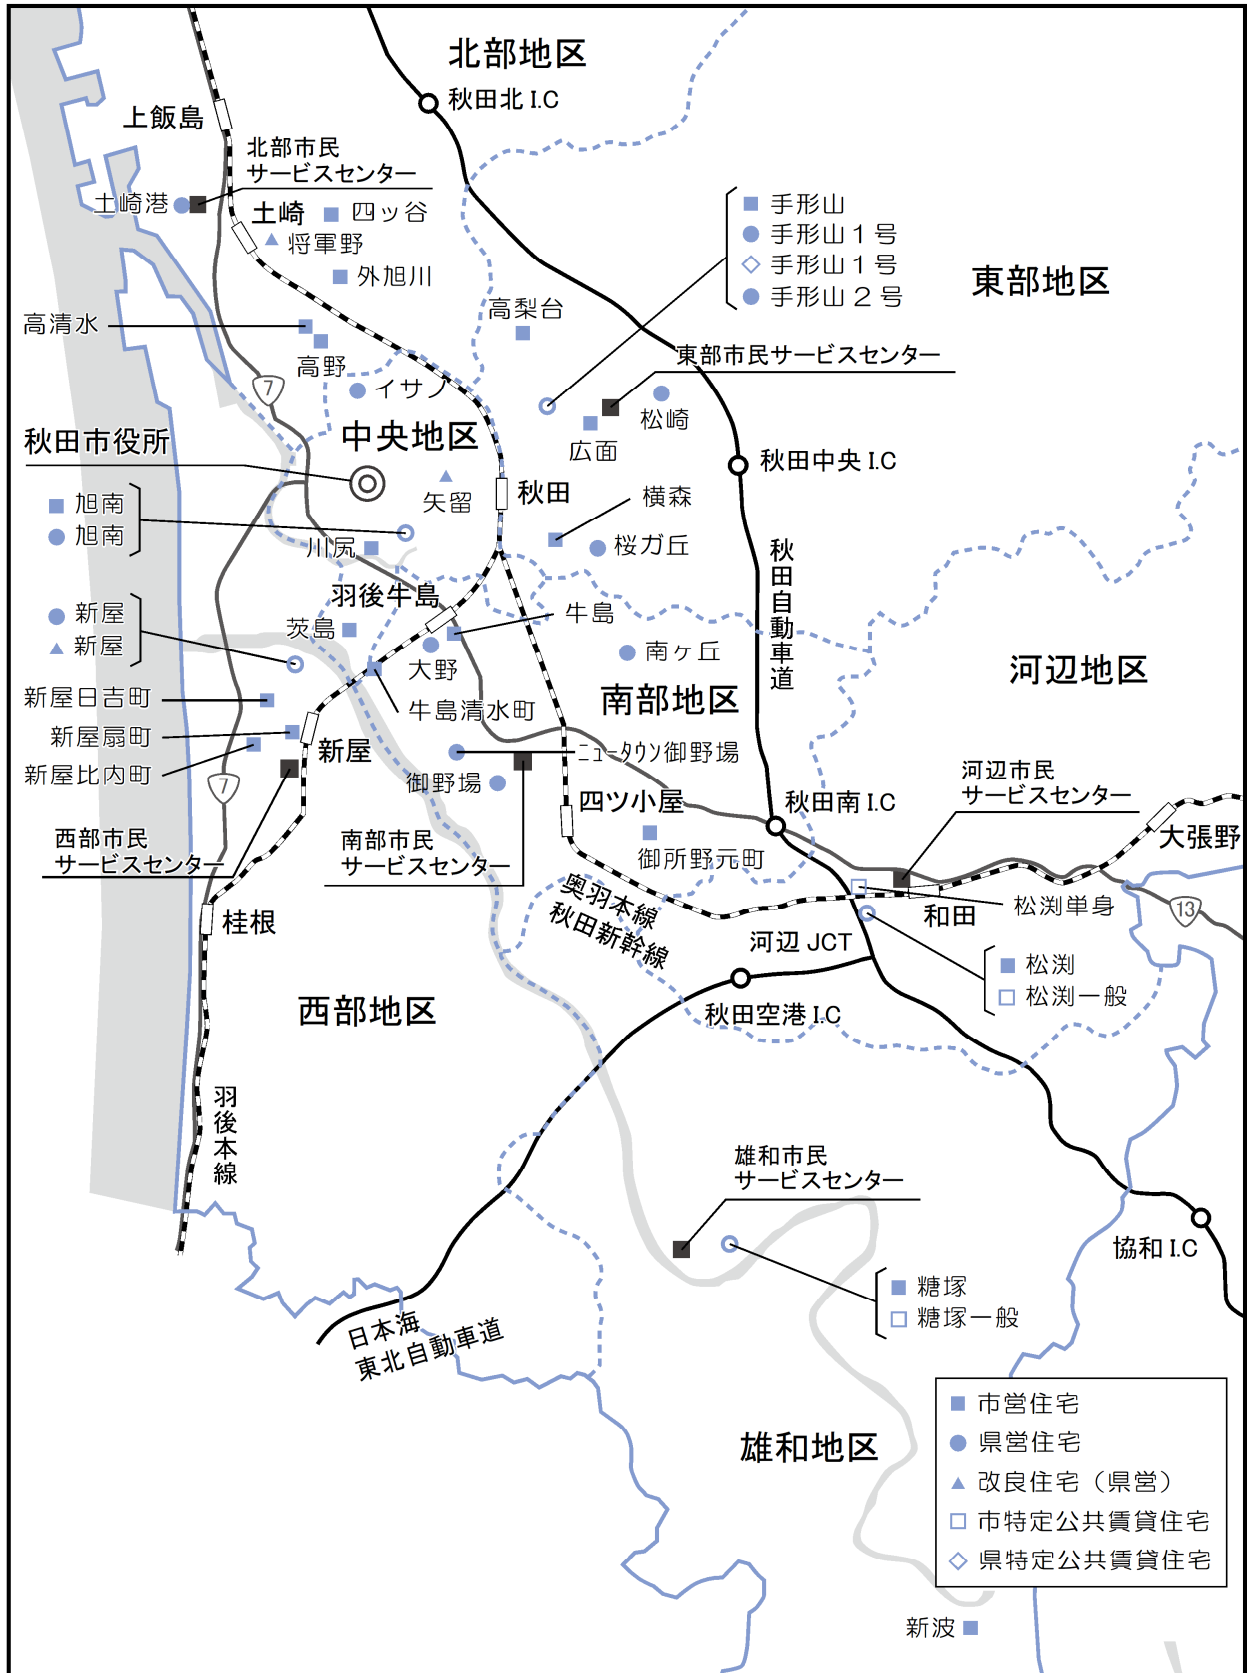 北部地区
秋田北 I.C
上飯島
北部市民
サービスセンター
土崎港
土崎
四ッ谷
将軍野
外旭川
手形山
手形山１号
手形山１号
手形山２号
東部地区
高清水
高野
高梨台
イサノ
東部市民サービスセンター
松崎
広面
7
中央地区
秋田市役所
秋田中央 I.C
矢留
秋田
横森
旭南
旭南
川尻
桜ガ丘
秋田自動車道
羽後牛島
牛島
新屋
新屋
茨島
大野
南ヶ丘
河辺地区
新屋日吉町
牛島清水町
南部地区
新屋扇町
新屋
ニュータウン御野場
新屋比内町
7
御野場
河辺市民
サービスセンター
四ツ小屋
秋田南 I.C
大張野
西部市民
サービスセンター
南部市民
サービスセンター
御所野元町
奥羽本線
秋田新幹線
松渕単身
和田
13
桂根
河辺 JCT
松渕
松渕一般
西部地区
秋田空港 I.C
羽後本線
雄和市民
サービスセンター
協和 I.C
糖塚
糖塚一般
日本海
東北自動車道
雄和地区
市営住宅
県営住宅
改良住宅（県営）
市特定公共賃貸住宅
県特定公共賃貸住宅
新波